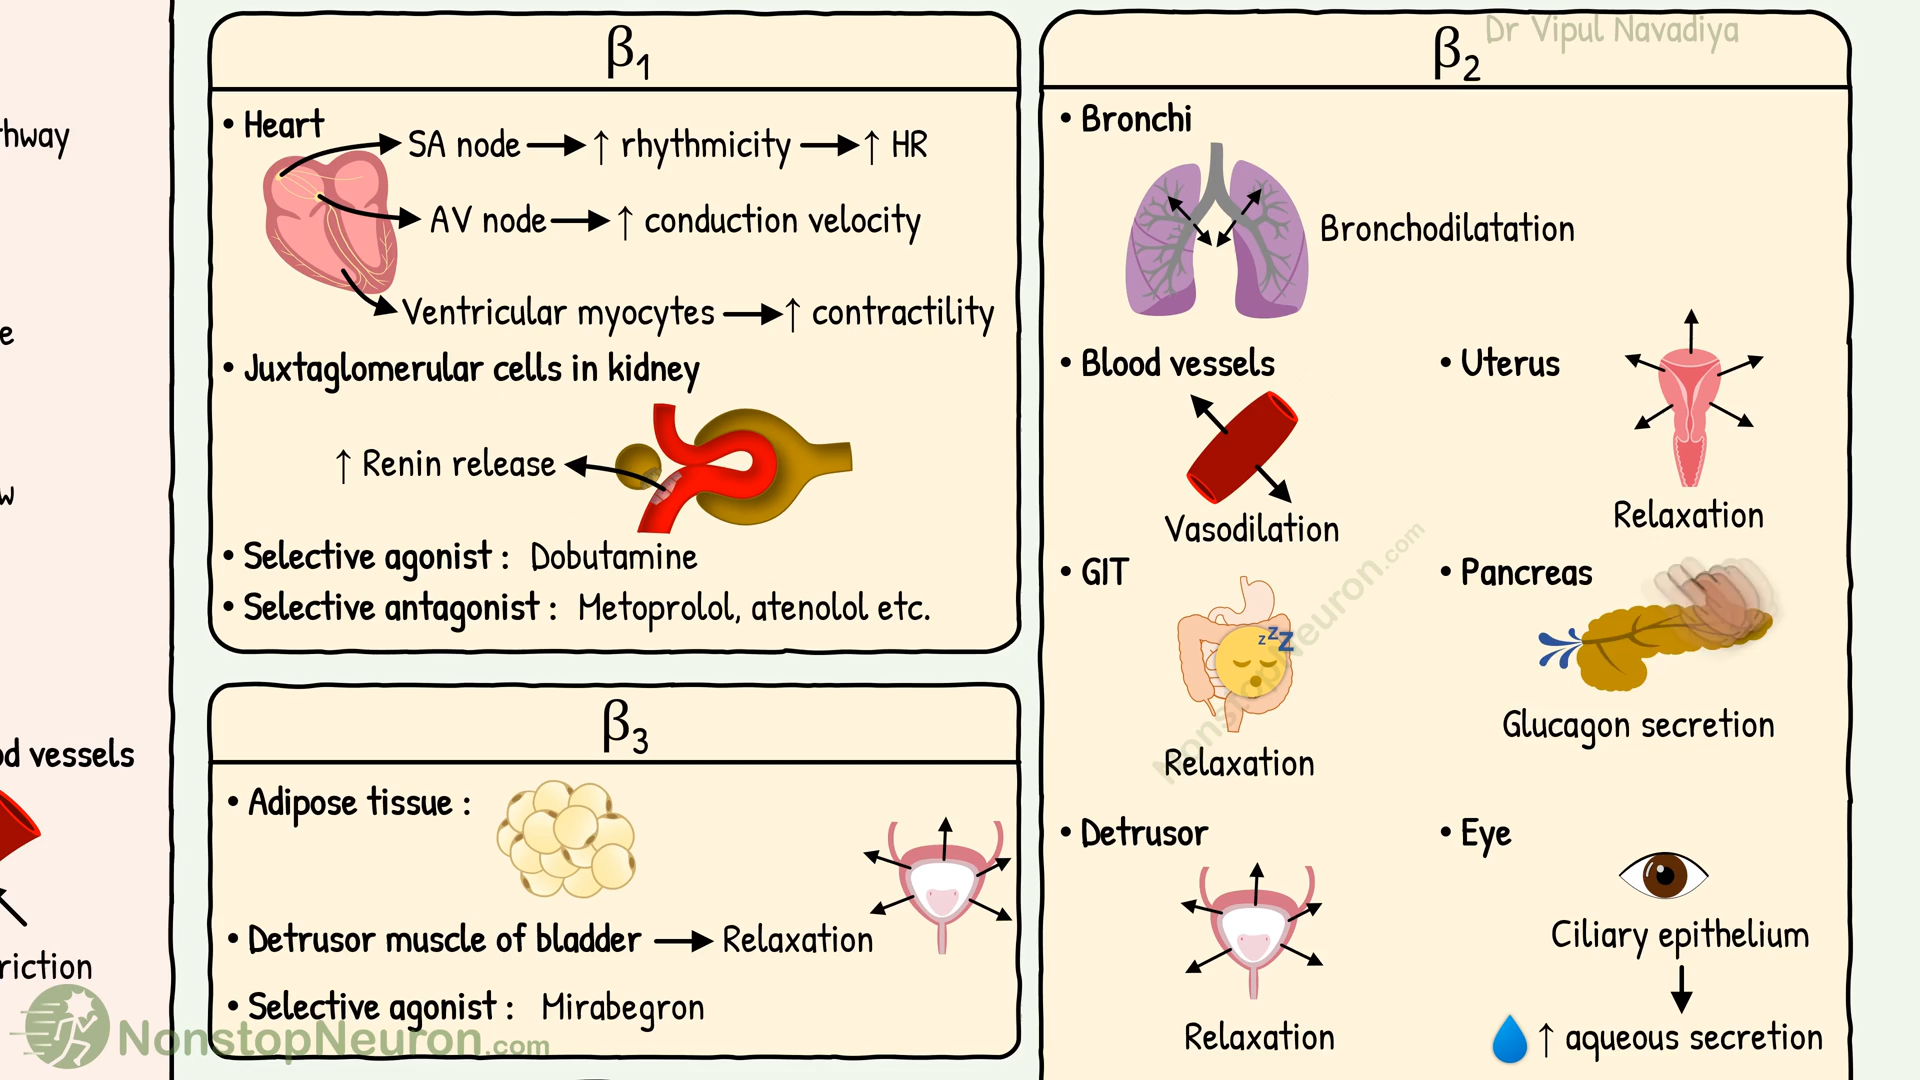 thway
e
w
od vessels
riction
β1
• Heart
SA node → ↑ rhythmicity → ↑ HR
AV node → ↑ conduction velocity
Ventricular myocytes → ↑ contractility
• Juxtaglomerular cells in kidney
↑ Renin release
• Selective agonist : Dobutamine
• Selective antagonist : Metoprolol, atenolol etc.
β3
• Adipose tissue :
• Detrusor muscle of bladder → Relaxation
• Selective agonist : Mirabegron
NonstopNeuron.com
Dr Vipul Navadiya
β2
• Bronchi
Bronchodilatation
• Blood vessels
Vasodilation
• Uterus
Relaxation
• GIT
z z Z
Relaxation
• Pancreas
Glucagon secretion
NonstopNeuron.com
• Detrusor
Relaxation
• Eye
Ciliary epithelium
↑ aqueous secretion